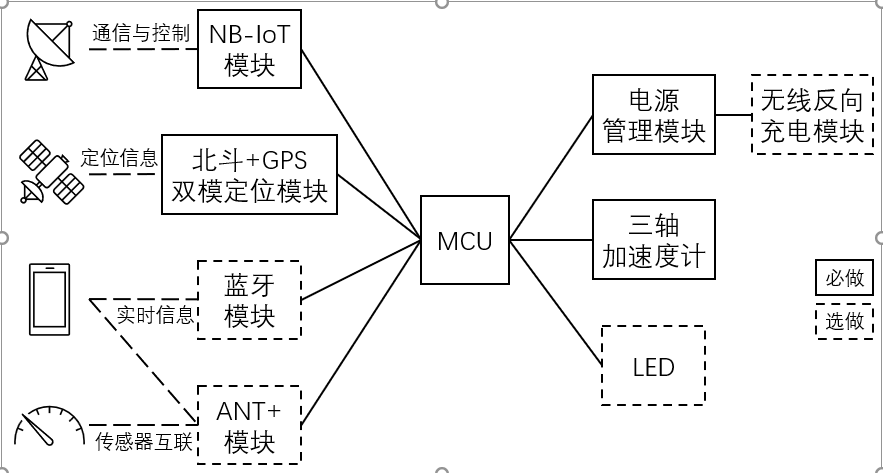 通信与控制
NB-IoT
模块
定位信息
北斗+GPS
双模定位模块
实时信息
蓝牙
模块
传感器互联
ANT+
模块
MCU
电源
管理模块
无线反向
充电模块
三轴
加速度计
LED
必做
选做